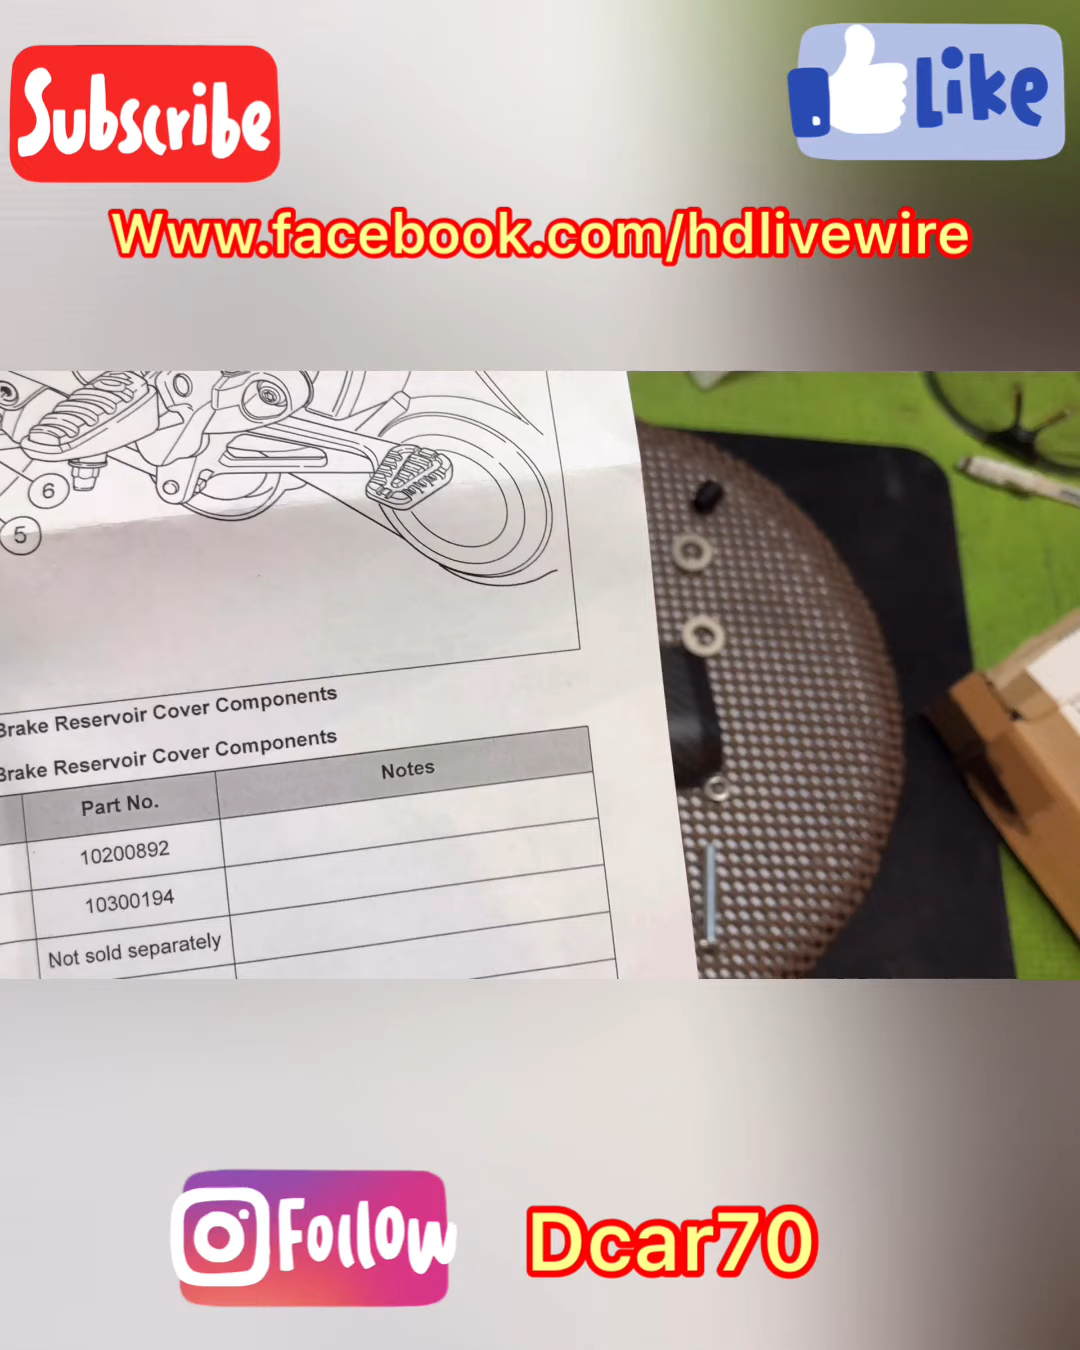 Subscribe
Like
Www.facebook.com/hdlivewire
6
5
Brake Reservoir Cover Components
Brake Reservoir Cover Components
Part No. Notes
10200892
10300194
Not sold separately
Follow
Dcar70